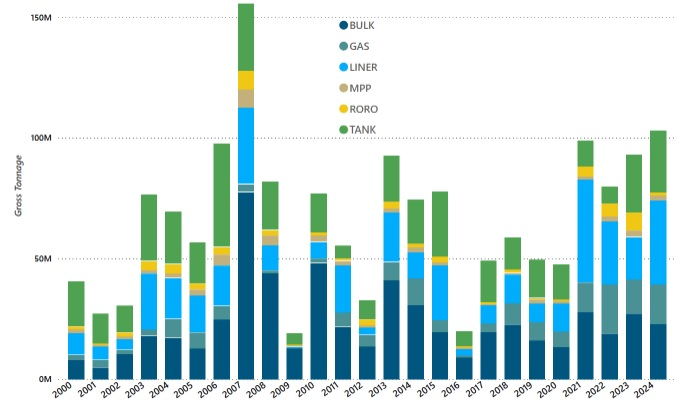 150M
100M
50M
0M
Gross Tonnage
BULK
GAS
LINER
MPP
RORO
TANK
2000
2001
2002
2003
2004
2005
2006
2007
2008
2009
2010
2011
2012
2013
2014
2015
2016
2017
2018
2019
2020
2021
2022
2023
2024